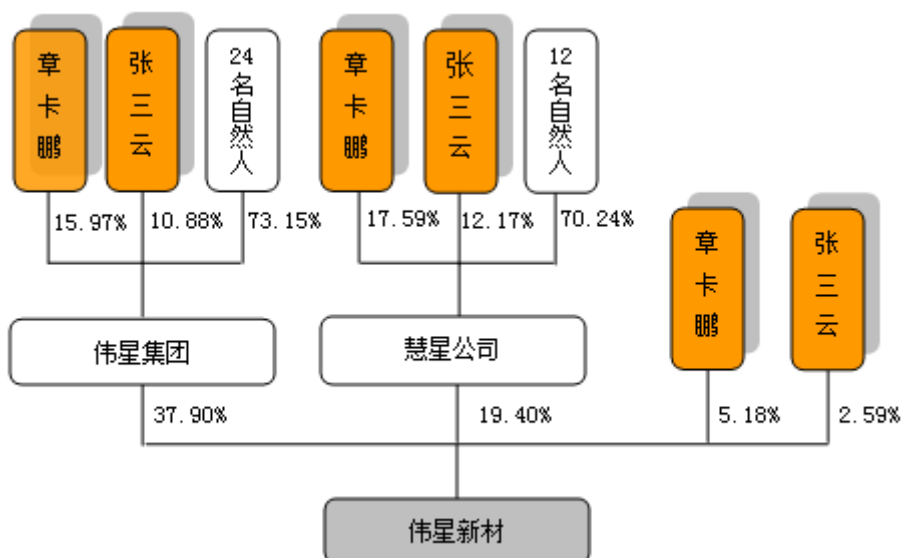 章卡鹏
张三云
24名自然人
章卡鹏
张三云
12名自然人
15.97%
10.88%
73.15%
17.59%
12.17%
70.24%
章卡鹏
张三云
伟星集团
慧星公司
37.90%
19.40%
5.18%
2.59%
伟星新材